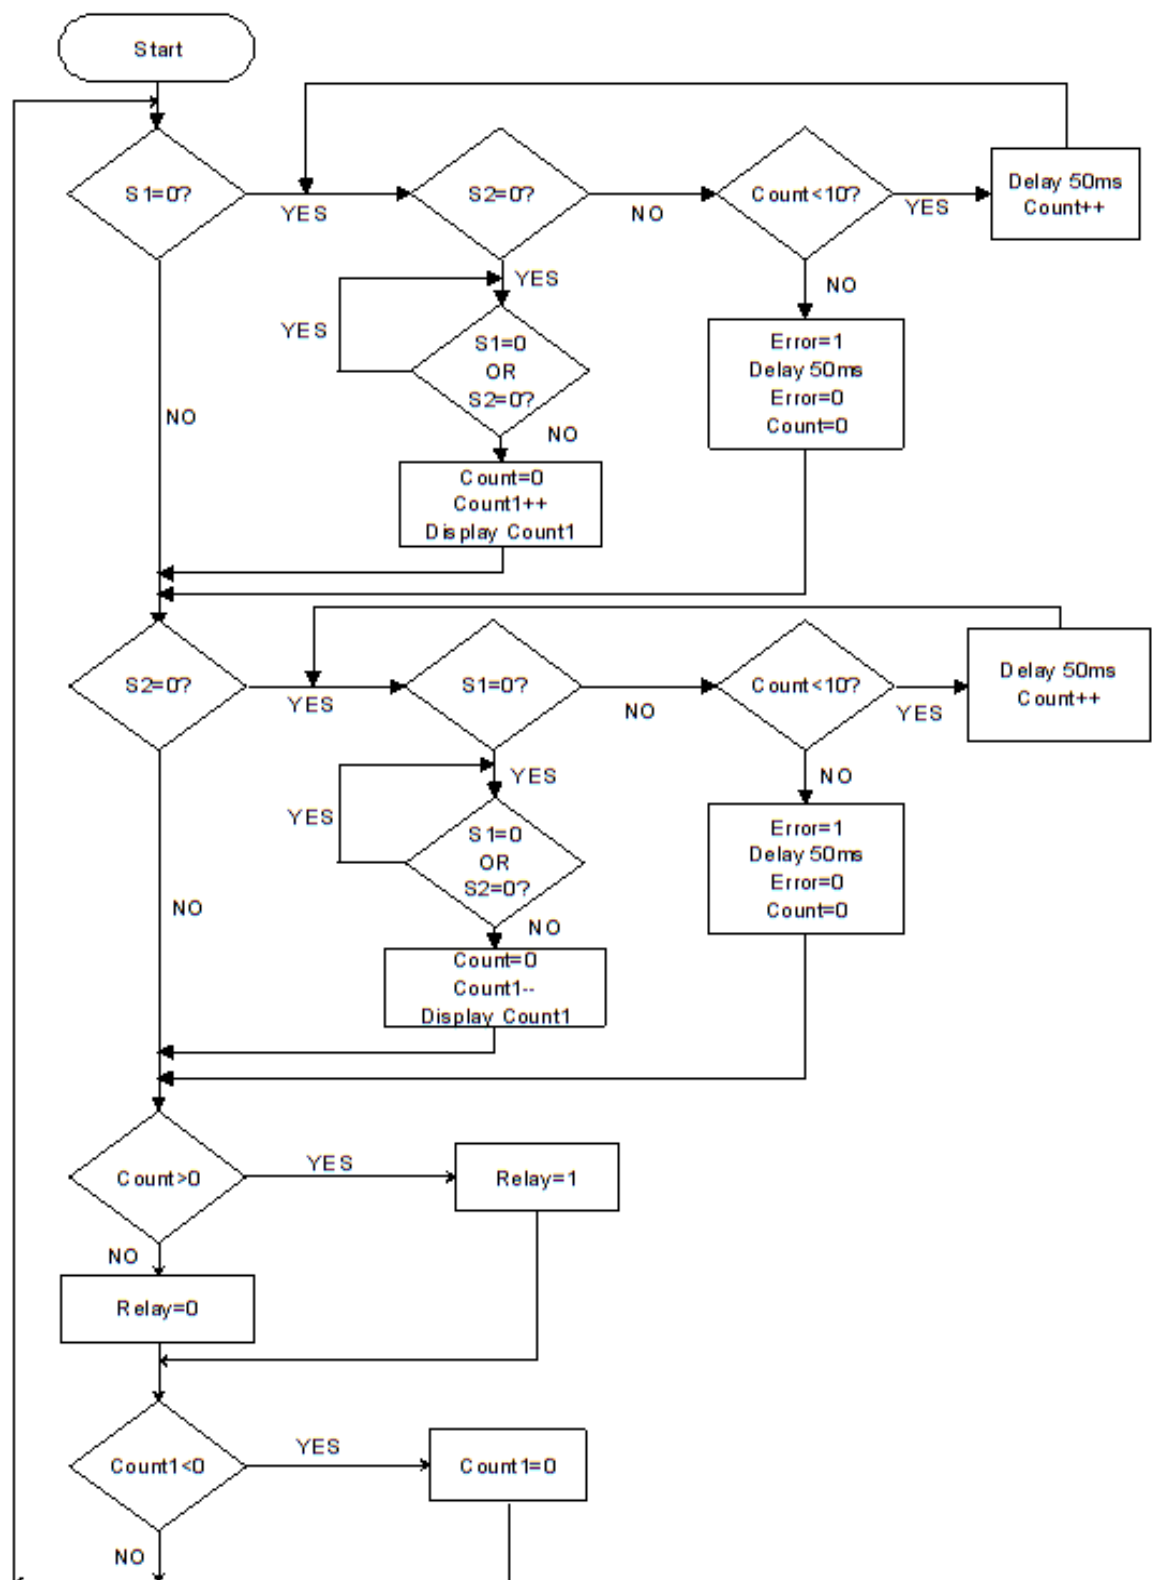 Start
S1=0?
YES
S2=0?
NO
Count<10?
YES
Delay 50ms
Count++
YES
NO
YES
S1=0
OR
S2=0?
Error=1
Delay 50ms
Error=0
Count=0
NO
NO
Count=0
Count1++
Display Count1
S2=0?
YES
S1=0?
NO
Count<10?
YES
Delay 50ms
Count++
YES
NO
YES
S1=0
OR
S2=0?
Error=1
Delay 50ms
Error=0
Count=0
NO
NO
Count=0
Count1--
Display Count1
Count>0
YES
Relay=1
NO
Relay=0
Count1<0
YES
Count1=0
NO